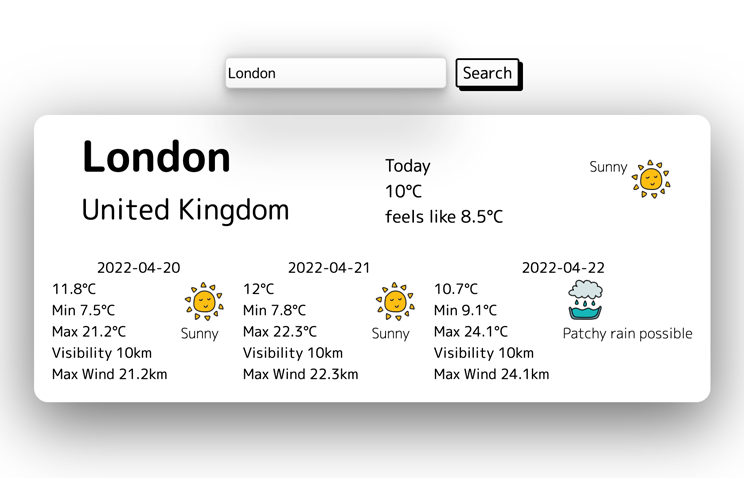 London
Search
London
United Kingdom
Today
10°C
feels like 8.5°C
Sunny
2022-04-20
11.8°C
Min 7.5°C
Max 21.2°C
Visibility 10km
Max Wind 21.2km
Sunny
2022-04-21
12°C
Min 7.8°C
Max 22.3°C
Visibility 10km
Max Wind 22.3km
Sunny
2022-04-22
10.7°C
Min 9.1°C
Max 24.1°C
Visibility 10km
Max Wind 24.1km
Patchy rain possible